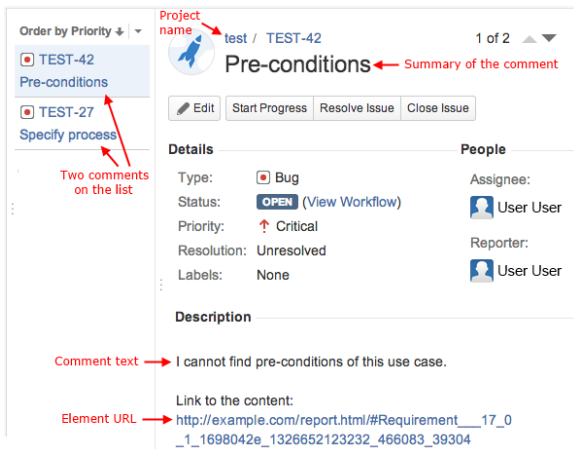 Order by Priority
TEST-42
Pre-conditions
TEST-27
Specify process
Two comments
on the list
Project
name
test / TEST-42
1 of 2
Pre-conditions
Summary of the comment
Edit
Start Progress
Resolve Issue
Close Issue
Details
Type: Bug
Status: OPEN (View Workflow)
Priority: Critical
Resolution: Unresolved
Labels: None
People
Assignee:
User User
Reporter:
User User
Description
Comment text
I cannot find pre-conditions of this use case.
Link to the content:
Element URL
http://example.com/report.html/#Requirement___17_0
_1_1698042e_1326652123232_466083_39304